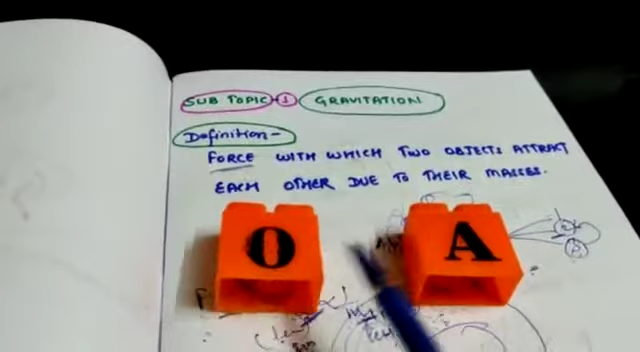 SUB TOPIC - 1 GRAVITATION
Definition -
FORCE WITH WHICH TWO OBJECTS ATTRACT
EACH OTHER DUE TO THEIR MASSES.
O A